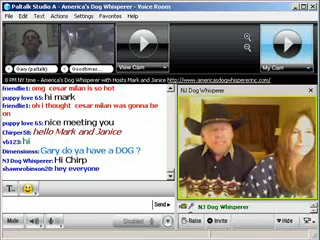 Paltalk Studio A - America's Dog Whisperer - Voice Room
File Edit Actions Settings Favorites Help
Gary (paltalk)
Goodtimes...
View Cam
My Cam
8 PM NY time - America's Dog Whisperer with Hosts Mark and Janice http://www.americasdogwhispererinc.com/
friendlie1: omg cesar milan is so hot
puppy love 65: hi mark
friendlie1: oh i thought cesar milan was gonna be on
puppy love 65: nice meeting you
Chirper58: hello Mark and Janice
vb123: hi
Dimensionss: Gary do ya have a DOG ?
NJ Dog Whisperer: Hi Chirp
shawnrobinson20: hey everyone
NJ Dog Whisperer
NJ Dog Whisperer
T
Send
Mute
Disabled
Raise
Invite
Hide